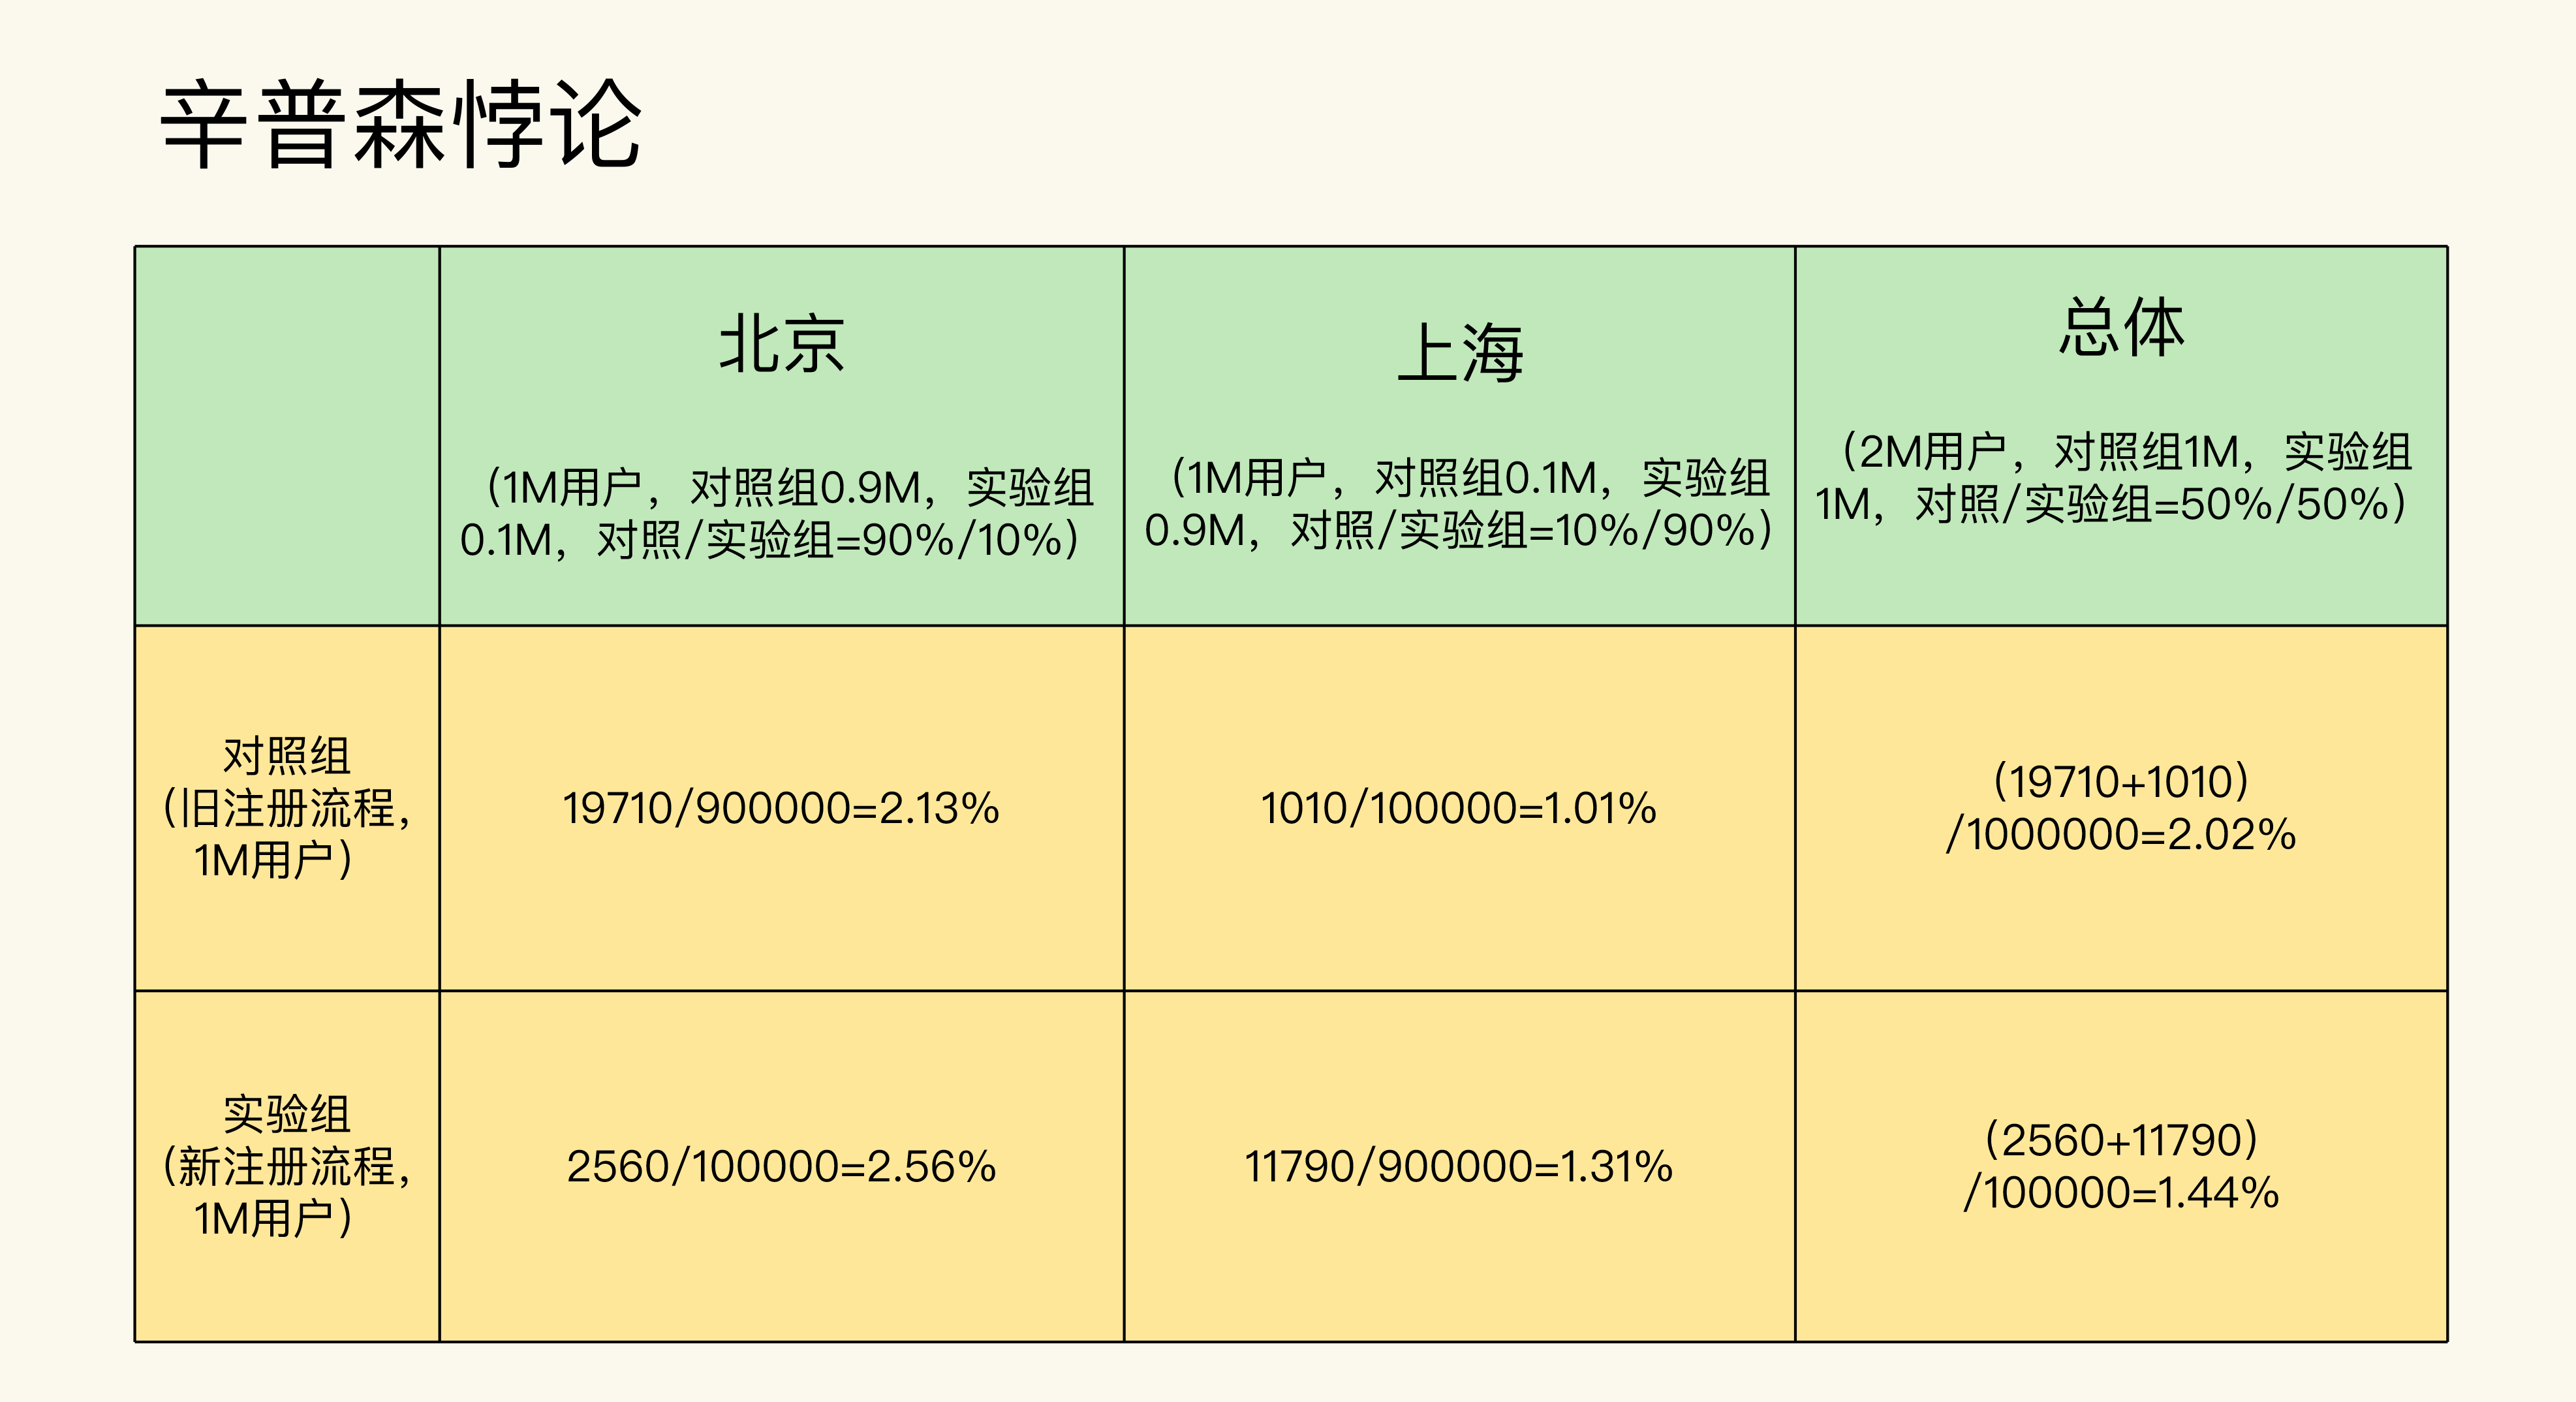 辛普森悖论
北京
（1M用户，对照组0.9M，实验组
0.1M，对照/实验组=90%/10%）
上海
（1M用户，对照组0.1M，实验组
0.9M，对照/实验组=10%/90%）
总体
（2M用户，对照组1M，实验组
1M，对照/实验组=50%/50%）
对照组
（旧注册流程，
1M用户）
19710/900000=2.13%
1010/100000=1.01%
（19710+1010）
/1000000=2.02%
实验组
（新注册流程，
1M用户）
2560/100000=2.56%
11790/900000=1.31%
（2560+11790）
/100000=1.44%